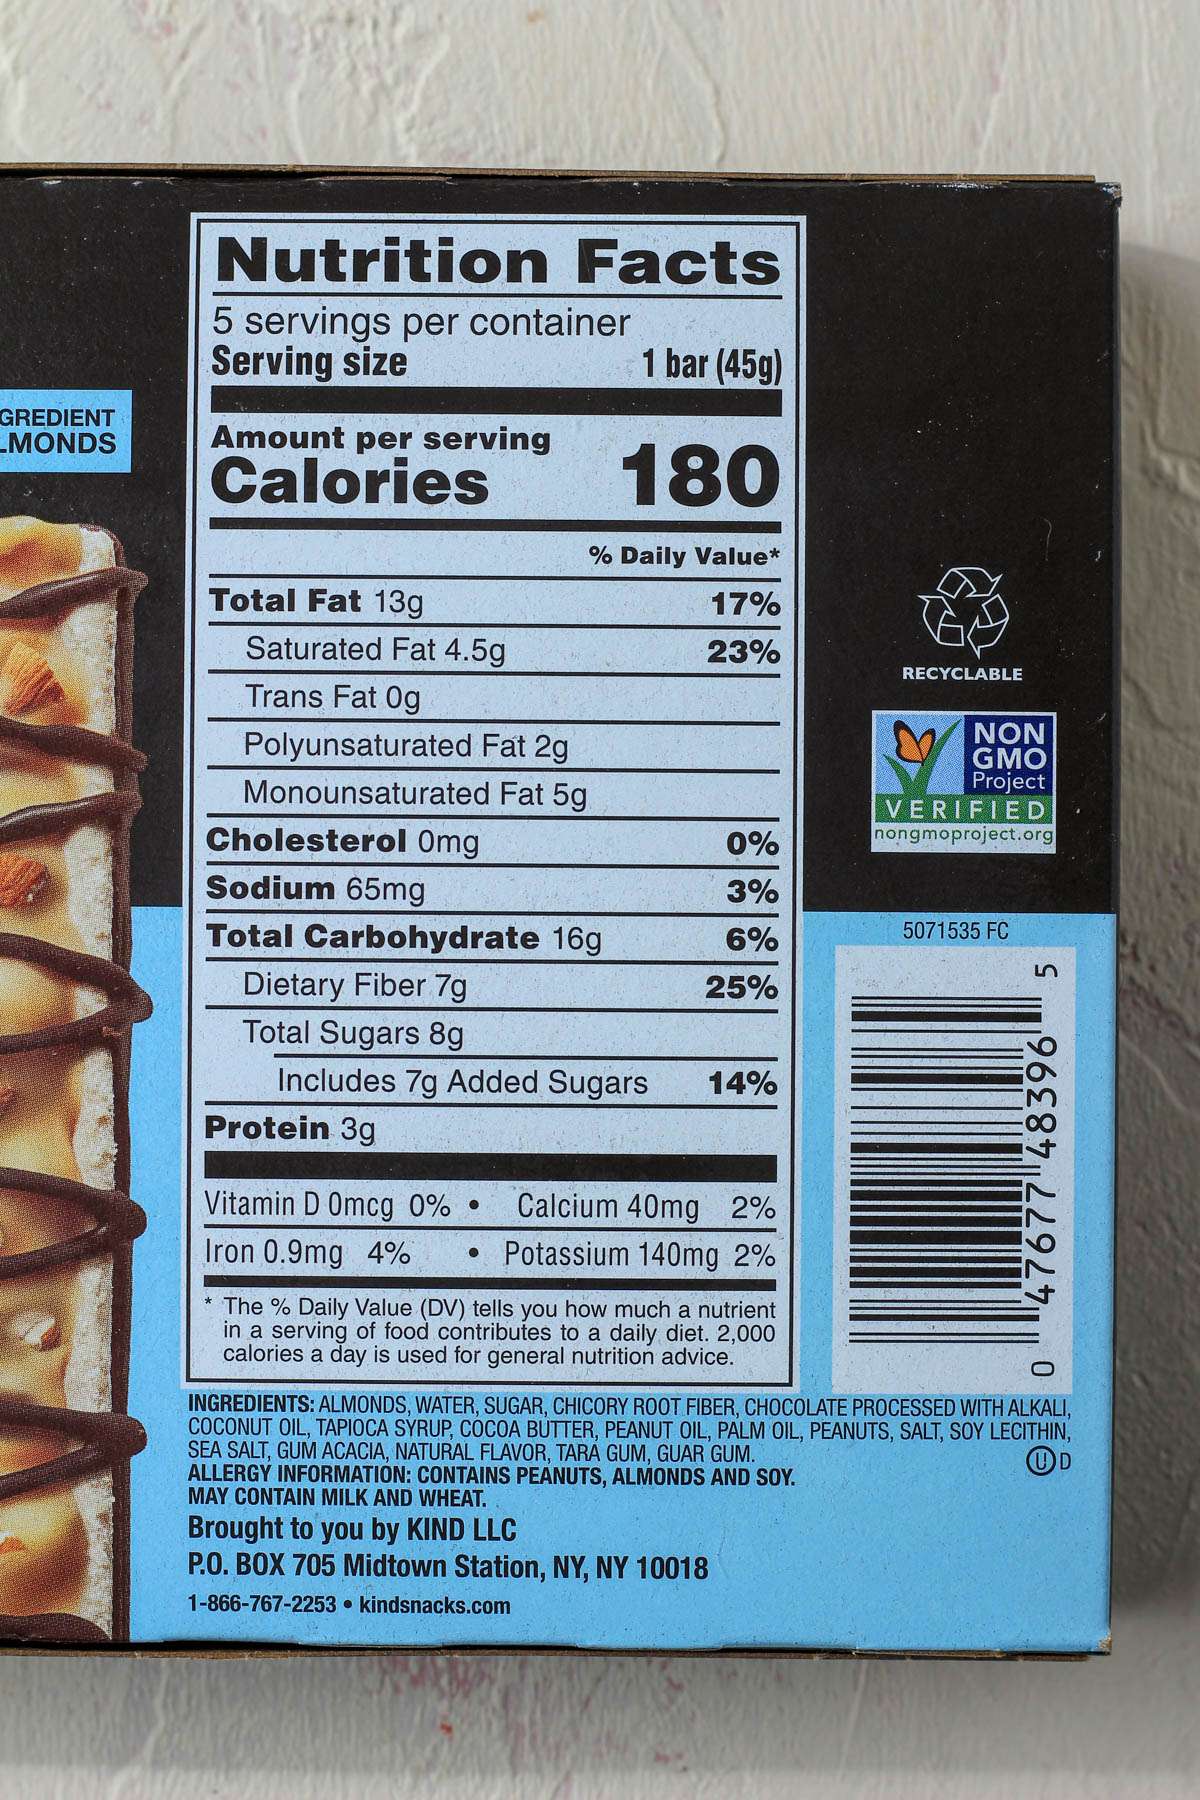 GREDIENT
LMONDS
Nutrition Facts
5 servings per container
Serving size 1 bar (45g)
Amount per serving
Calories 180
% Daily Value*
Total Fat 13g 17%
Saturated Fat 4.5g 23%
Trans Fat 0g
Polyunsaturated Fat 2g
Monounsaturated Fat 5g
Cholesterol 0mg 0%
Sodium 65mg 3%
Total Carbohydrate 16g 6%
Dietary Fiber 7g 25%
Total Sugars 8g
Includes 7g Added Sugars 14%
Protein 3g
Vitamin D 0mcg 0% • Calcium 40mg 2%
Iron 0.9mg 4% • Potassium 140mg 2%
* The % Daily Value (DV) tells you how much a nutrient
in a serving of food contributes to a daily diet. 2,000
calories a day is used for general nutrition advice.
INGREDIENTS: ALMONDS, WATER, SUGAR, CHICORY ROOT FIBER, CHOCOLATE PROCESSED WITH ALKALI,
COCONUT OIL, TAPIOCA SYRUP, COCOA BUTTER, PEANUT OIL, PALM OIL, PEANUTS, SALT, SOY LECITHIN,
SEA SALT, GUM ACACIA, NATURAL FLAVOR, TARA GUM, GUAR GUM.
ALLERGY INFORMATION: CONTAINS PEANUTS, ALMONDS AND SOY.
MAY CONTAIN MILK AND WHEAT.
Brought to you by KIND LLC
P.O. BOX 705 Midtown Station, NY, NY 10018
1-866-767-2253 • kindsnacks.com
RECYCLABLE
NON
GMO
Project
VERIFIED
nongmoproject.org
5071535 FC
0 47677 48396 5
U D